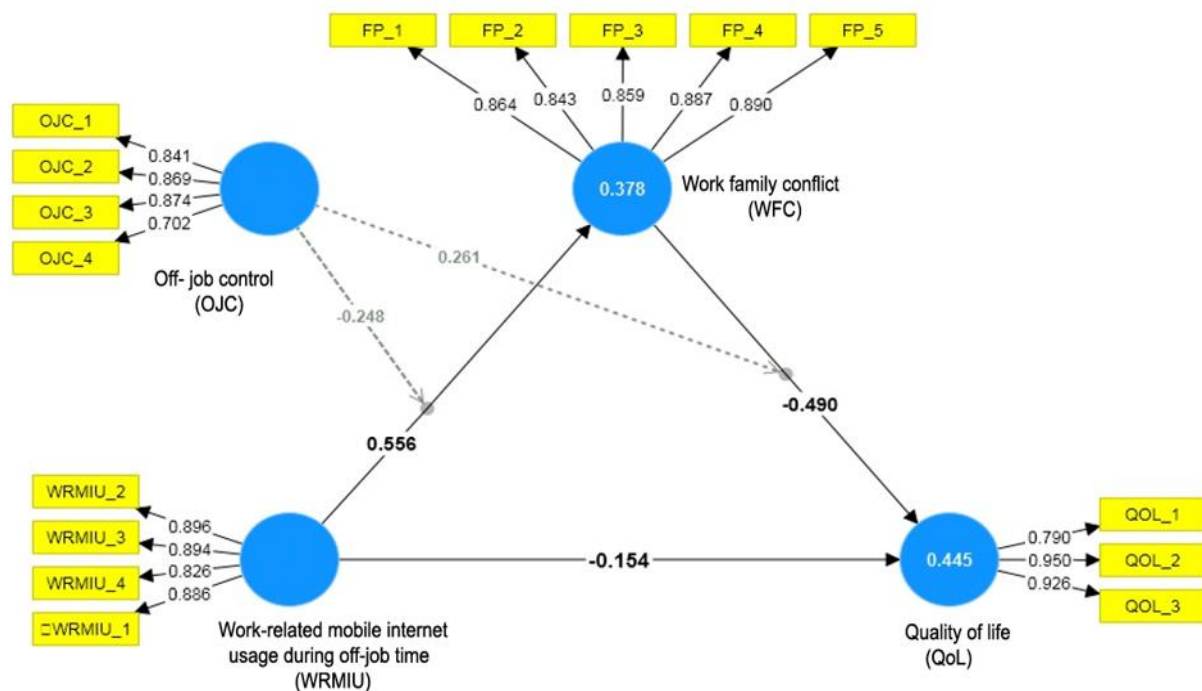 FP_1
FP_2
FP_3
FP_4
FP_5
0.864
0.843
0.859
0.887
0.890
OJC_1
OJC_2
OJC_3
OJC_4
0.841
0.869
0.874
0.702
Off- job control
(OJC)
0.378
Work family conflict
(WFC)
0.261
-0.248
0.556
-0.490
WRMIU_2
WRMIU_3
WRMIU_4
□WRMIU_1
0.896
0.894
0.826
0.886
Work-related mobile internet
usage during off-job time
(WRMIU)
-0.154
0.445
Quality of life
(QoL)
0.790
0.950
0.926
QOL_1
QOL_2
QOL_3